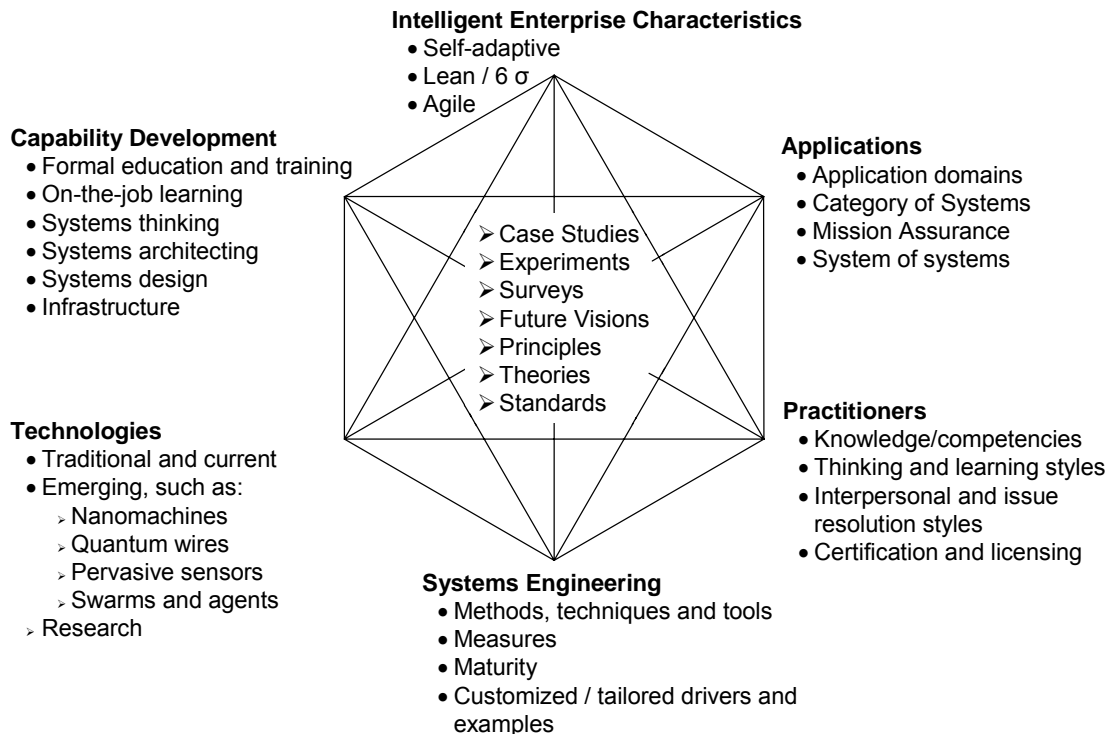 Intelligent Enterprise Characteristics
• Self-adaptive
• Lean / 6 σ
• Agile
Capability Development
• Formal education and training
• On-the-job learning
• Systems thinking
• Systems architecting
• Systems design
• Infrastructure
Applications
• Application domains
• Category of Systems
• Mission Assurance
• System of systems
➢ Case Studies
➢ Experiments
➢ Surveys
➢ Future Visions
➢ Principles
➢ Theories
➢ Standards
Technologies
• Traditional and current
• Emerging, such as:
➢ Nanomachines
➢ Quantum wires
➢ Pervasive sensors
➢ Swarms and agents
➢ Research
Practitioners
• Knowledge/competencies
• Thinking and learning styles
• Interpersonal and issue
resolution styles
• Certification and licensing
Systems Engineering
• Methods, techniques and tools
• Measures
• Maturity
• Customized / tailored drivers and
examples